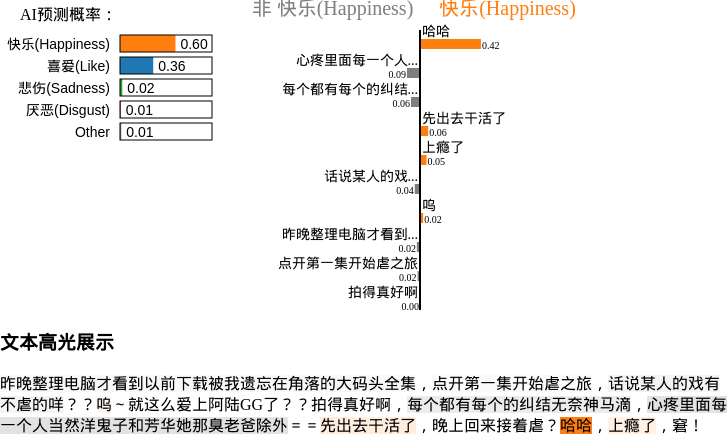 AI预测概率：
快乐(Happiness) 0.60
喜爱(Like) 0.36
悲伤(Sadness) 0.02
厌恶(Disgust) 0.01
Other 0.01
非 快乐(Happiness) 快乐(Happiness)
哈哈
0.42
心疼里面每一个人...
0.09
每个都有每个的纠结...
0.06
先出去干活了
0.06
上瘾了
0.05
话说某人的戏...
0.04
呜
0.02
昨晚整理电脑才看到...
0.02
点开第一集开始虐之旅
0.02
拍得真好啊
0.00
文本高光展示
昨晚整理电脑才看到以前下载被我遗忘在角落的大码头全集，点开第一集开始虐之旅，话说某人的戏有
不虐的咩？？呜～就这么爱上阿陆GG了？？拍得真好啊，每个都有每个的纠结无奈神马滴，心疼里面每
一个人当然洋鬼子和芳华她那臭老爸除外＝＝先出去干活了，晚上回来接着虐？哈哈，上瘾了，窘！